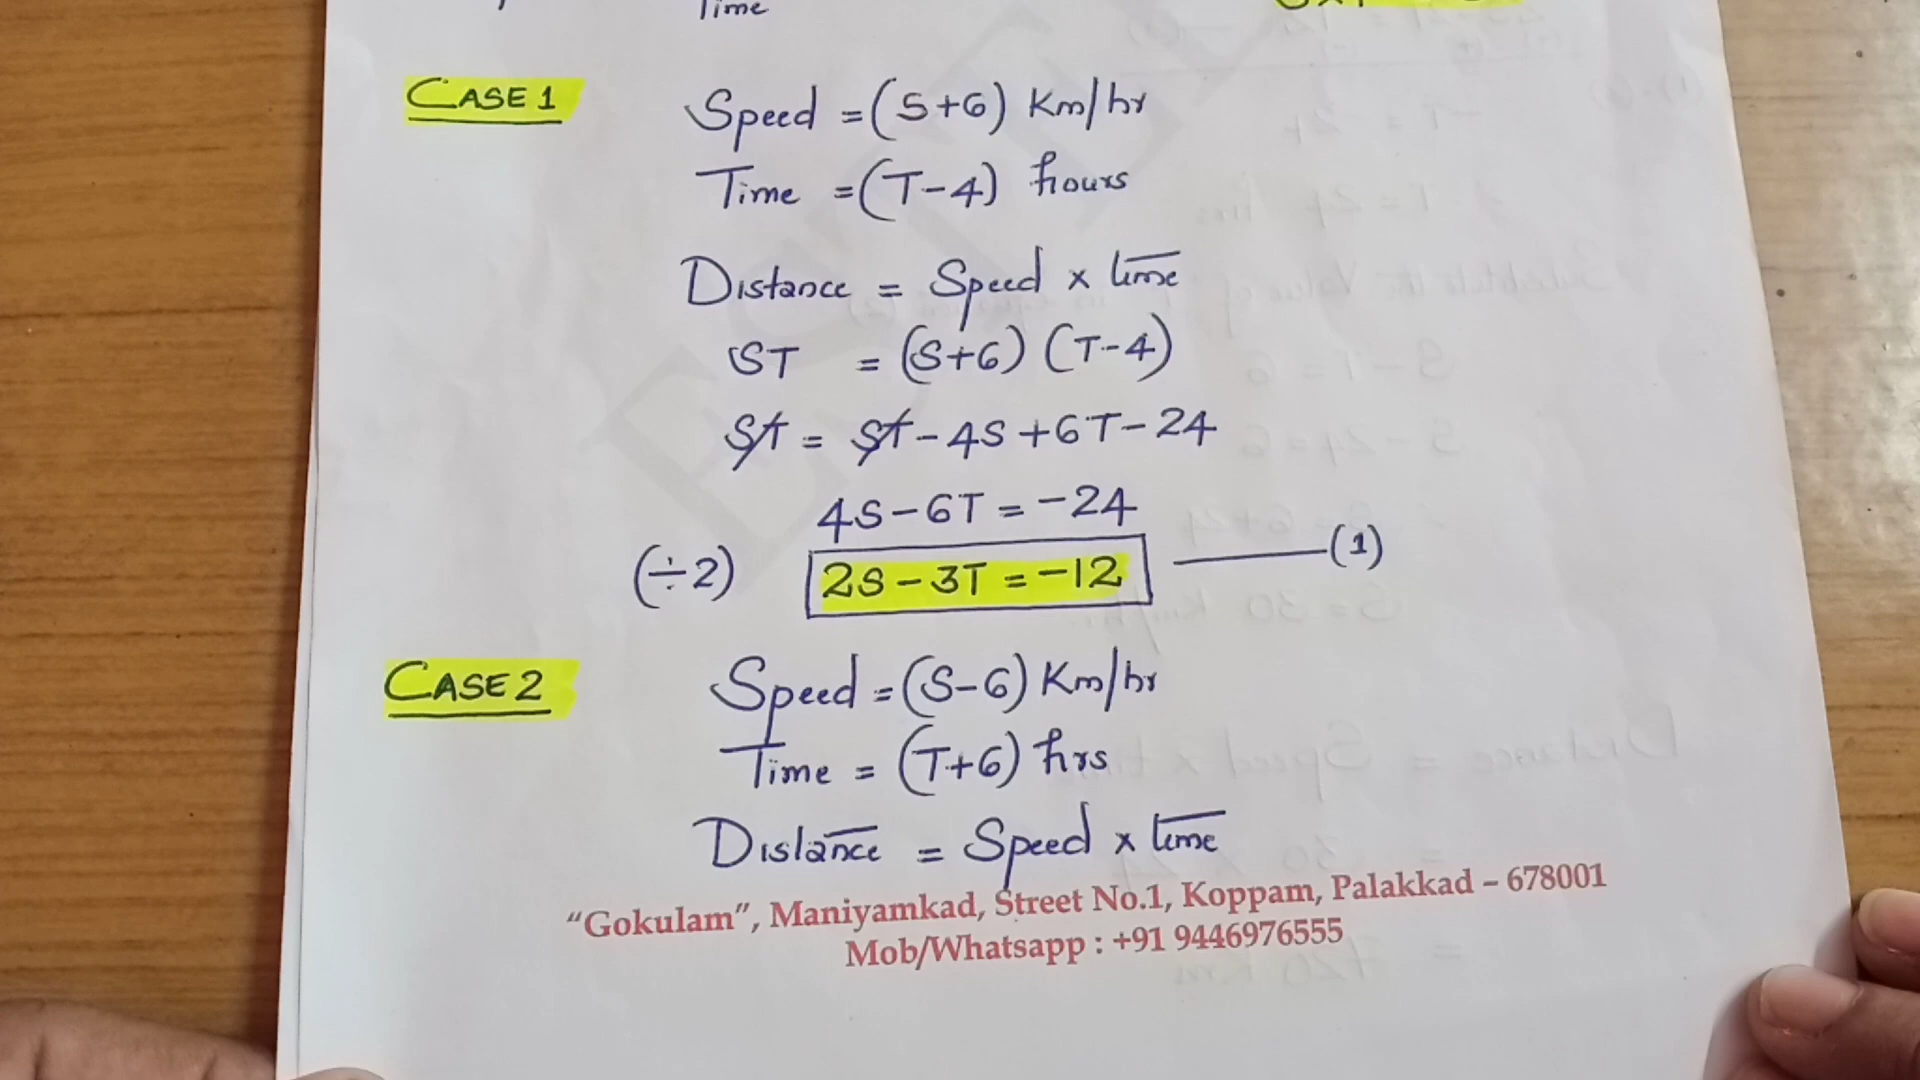 Time
CASE 1
Speed = (S+6) Km/hr
Time = (T-4) hours
Distance = Speed x time
ST = (S+6) (T-4)
ST = ST - 4S + 6T - 24
4S - 6T = -24
(÷2) 2S - 3T = -12 ———(1)
CASE 2
Speed = (S-6) Km/hr
Time = (T+6) hrs
Distance = Speed x time
"Gokulam", Maniyamkad, Street No.1, Koppam, Palakkad – 678001
Mob/Whatsapp : +91 9446976555